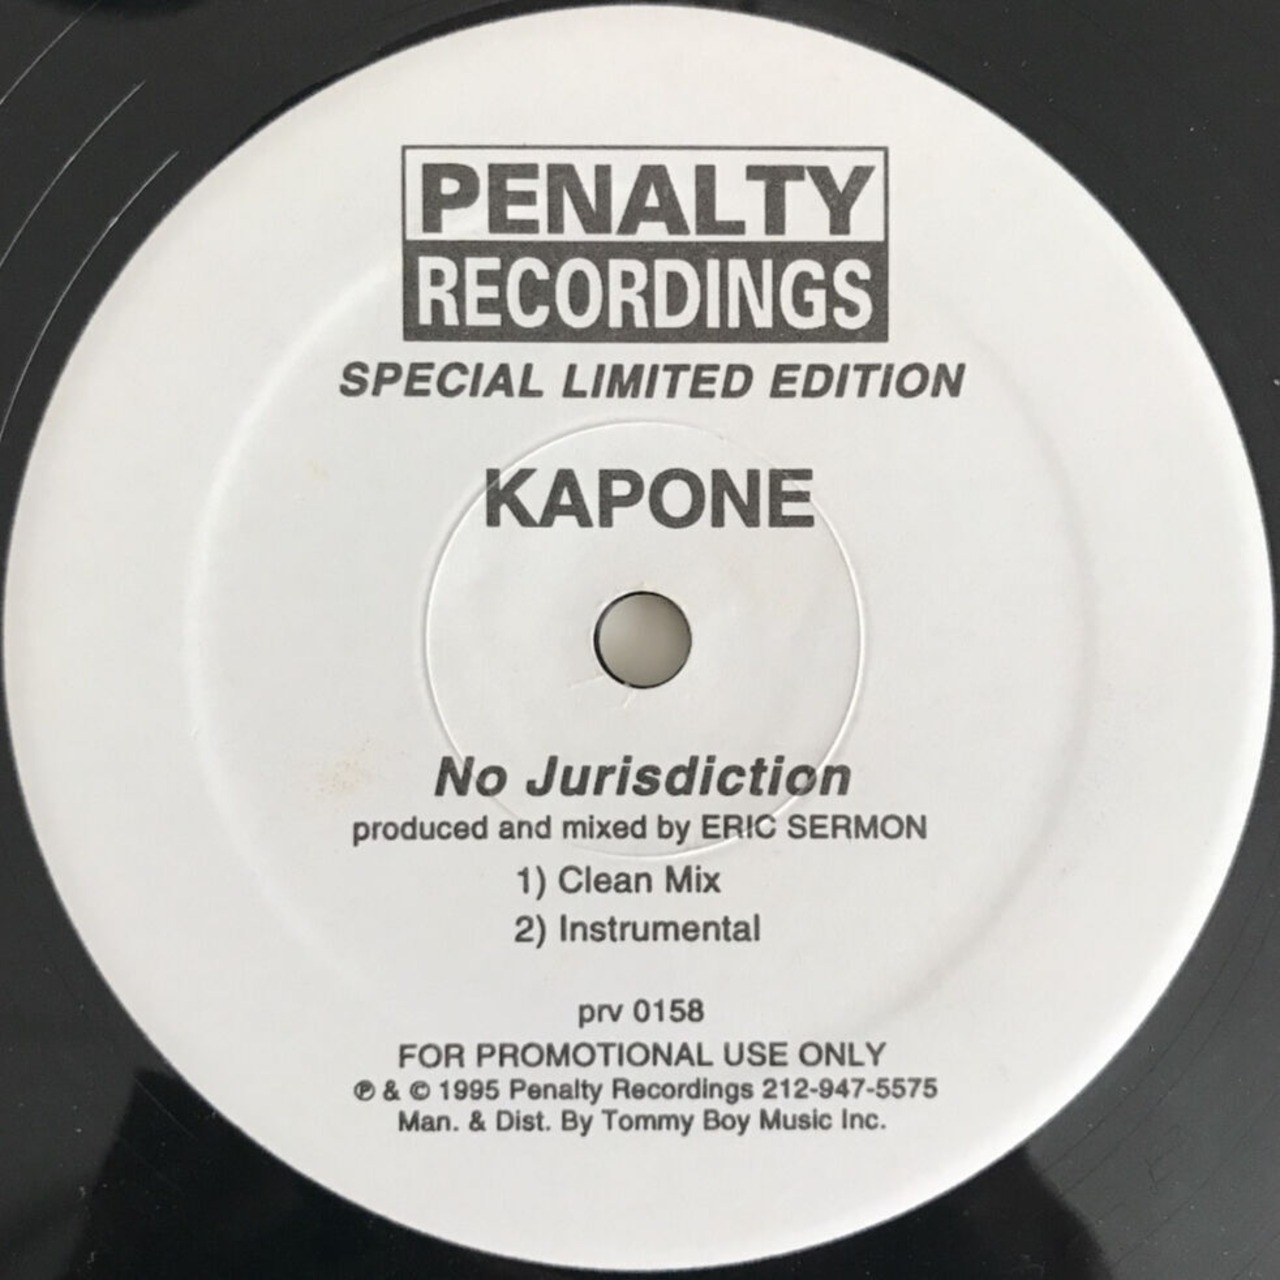 PENALTY
RECORDINGS
SPECIAL LIMITED EDITION
KAPONE
No Jurisdiction
produced and mixed by ERIC SERMON
1) Clean Mix
2) Instrumental
prv 0158
FOR PROMOTIONAL USE ONLY
℗ & © 1995 Penalty Recordings 212-947-5575
Man. & Dist. By Tommy Boy Music Inc.